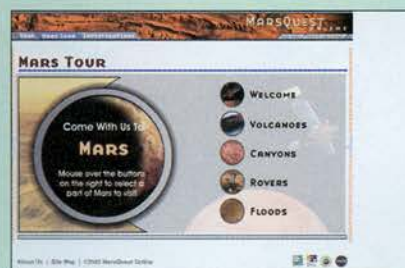 MARSQUEST
ONLINE
MARS TOUR
Come With Us To
MARS
Mouse over the buttons
on the right to select a
part of Mars to visit
WELCOME
VOLCANOES
CANYONS
ROVERS
FLOODS
About Us | Site Map | ©2003 MarsQuest Online